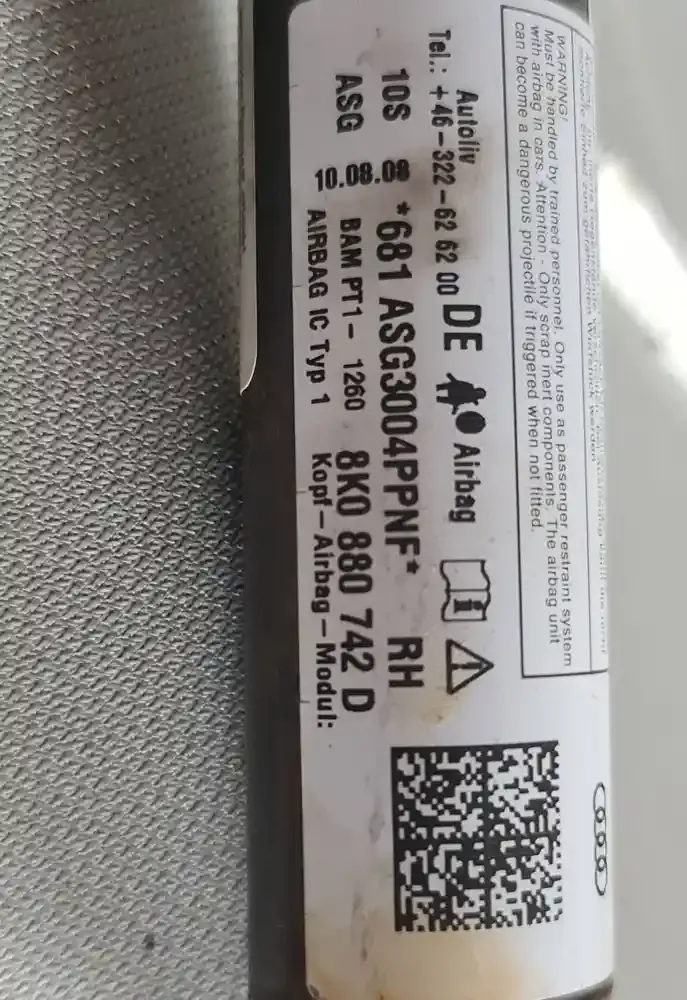 WARNING!
Must be handled by trained personnel. Only use as passenger restraint system
with airbag in cars. Attention - Only scrap inert components. The airbag unit
can become a dangerous projectile if triggered when not fitted.
Autoliv
Tel.: +46-322-62 62 00 DE Airbag
10S *681 ASG3004PPNF* RH
ASG 10.08.09 BAM PT1- 1260 8K0 880 742 D
AIRBAG IC Typ 1 Kopf-Airbag-Modul: